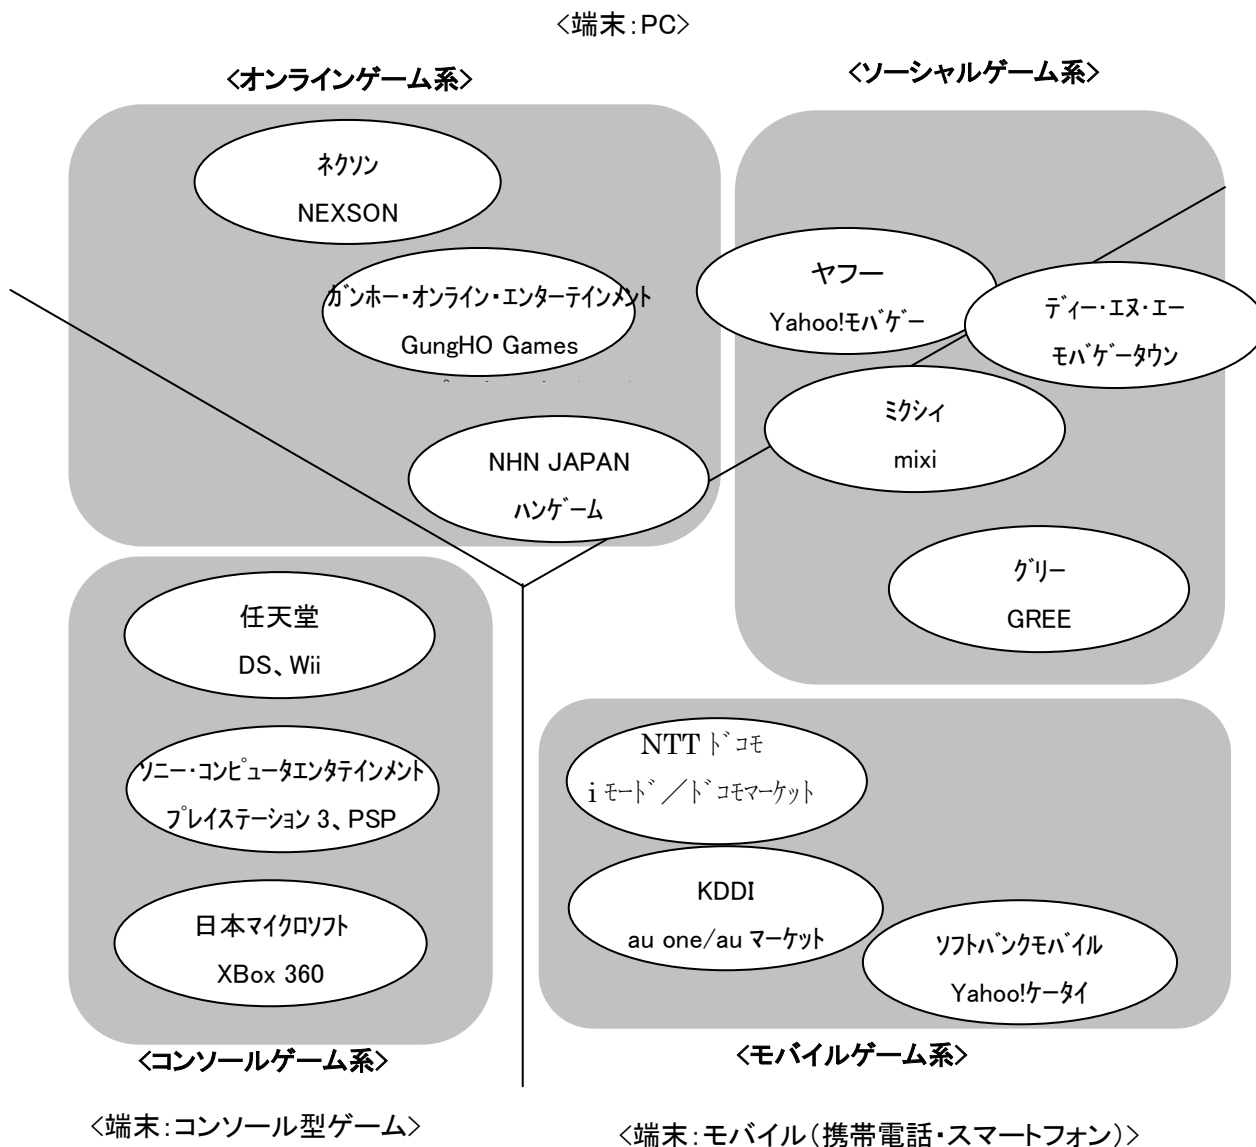 <端末:PC>
<オンラインゲーム系>
<ソーシャルゲーム系>
ネクソン
NEXSON
ガンホー・オンライン・エンターテインメント
GungHO Games
ヤフー
Yahoo!モバゲー
ディー・エヌ・エー
モバゲータウン
ミクシィ
mixi
NHN JAPAN
ハンゲーム
グリー
GREE
任天堂
DS、Wii
ソニー・コンピュータエンタテインメント
プレイステーション 3、PSP
日本マイクロソフト
XBox 360
NTT ドコモ
i モード/ドコモマーケット
KDDI
au one/au マーケット
ソフトバンクモバイル
Yahoo!ケータイ
<コンソールゲーム系>
<モバイルゲーム系>
<端末:コンソール型ゲーム>
<端末:モバイル(携帯電話・スマートフォン)>